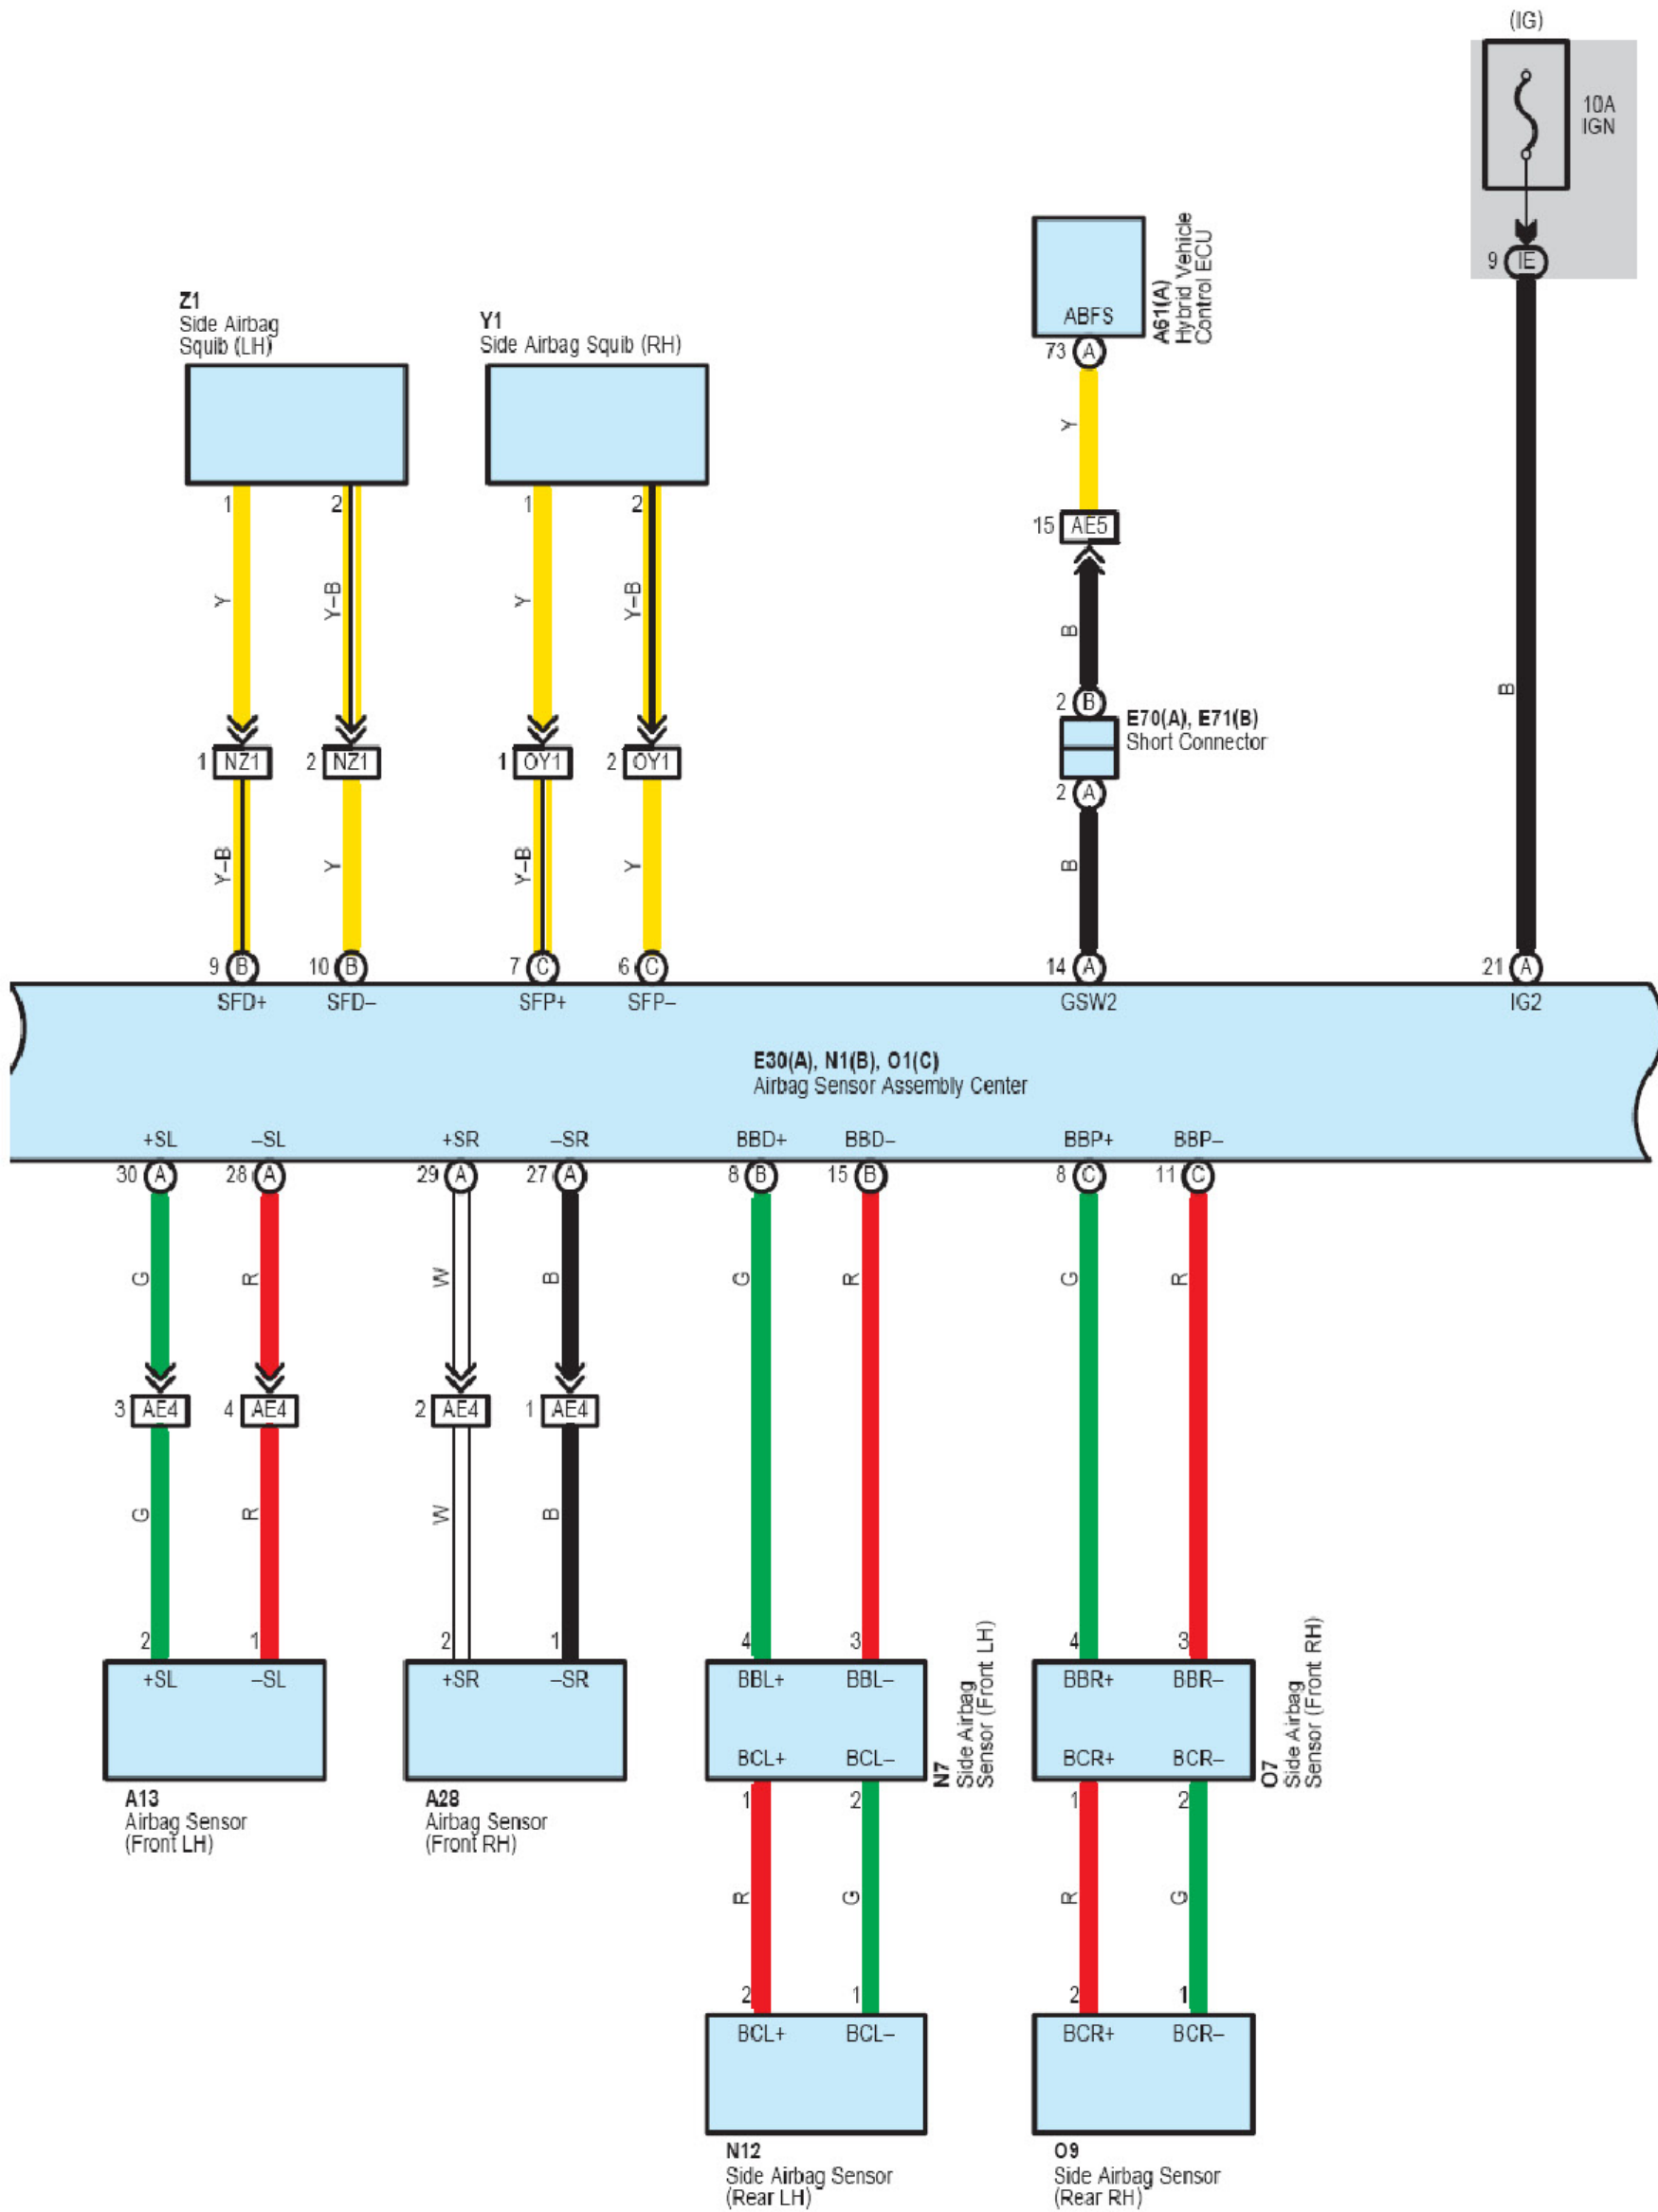 (IG)
10A
IGN
9 IE
Z1
Side Airbag
Squib (LH)
Y1
Side Airbag Squib (RH)
ABFS
A61(A)
Hybrid Vehicle
Control ECU
73 A
1 2 1 2
Y
15 AE5
Y Y–B Y Y–B
B
B
2 B
E70(A), E71(B)
Short Connector
1 NZ1 2 NZ1 1 OY1 2 OY1
2 A
Y–B Y Y–B Y B
9 B 10 B 7 C 6 C 14 A 21 A
SFD+ SFD– SFP+ SFP– GSW2 IG2
E30(A), N1(B), O1(C)
Airbag Sensor Assembly Center
+SL –SL +SR –SR BBD+ BBD– BBP+ BBP–
30 A 28 A 29 A 27 A 8 B 15 B 8 C 11 C
G R W B G R G R
3 AE4 4 AE4 2 AE4 1 AE4
G R W B
2 1 2 1 4 3 4 3
+SL –SL +SR –SR BBL+ BBL– BBR+ BBR–
BCL+ BCL– BCR+ BCR–
N7
Side Airbag
Sensor (Front LH)
O7
Side Airbag
Sensor (Front RH)
A13
Airbag Sensor
(Front LH)
A28
Airbag Sensor
(Front RH)
1 2 1 2
R G R G
2 1 2 1
BCL+ BCL– BCR+ BCR–
N12
Side Airbag Sensor
(Rear LH)
O9
Side Airbag Sensor
(Rear RH)